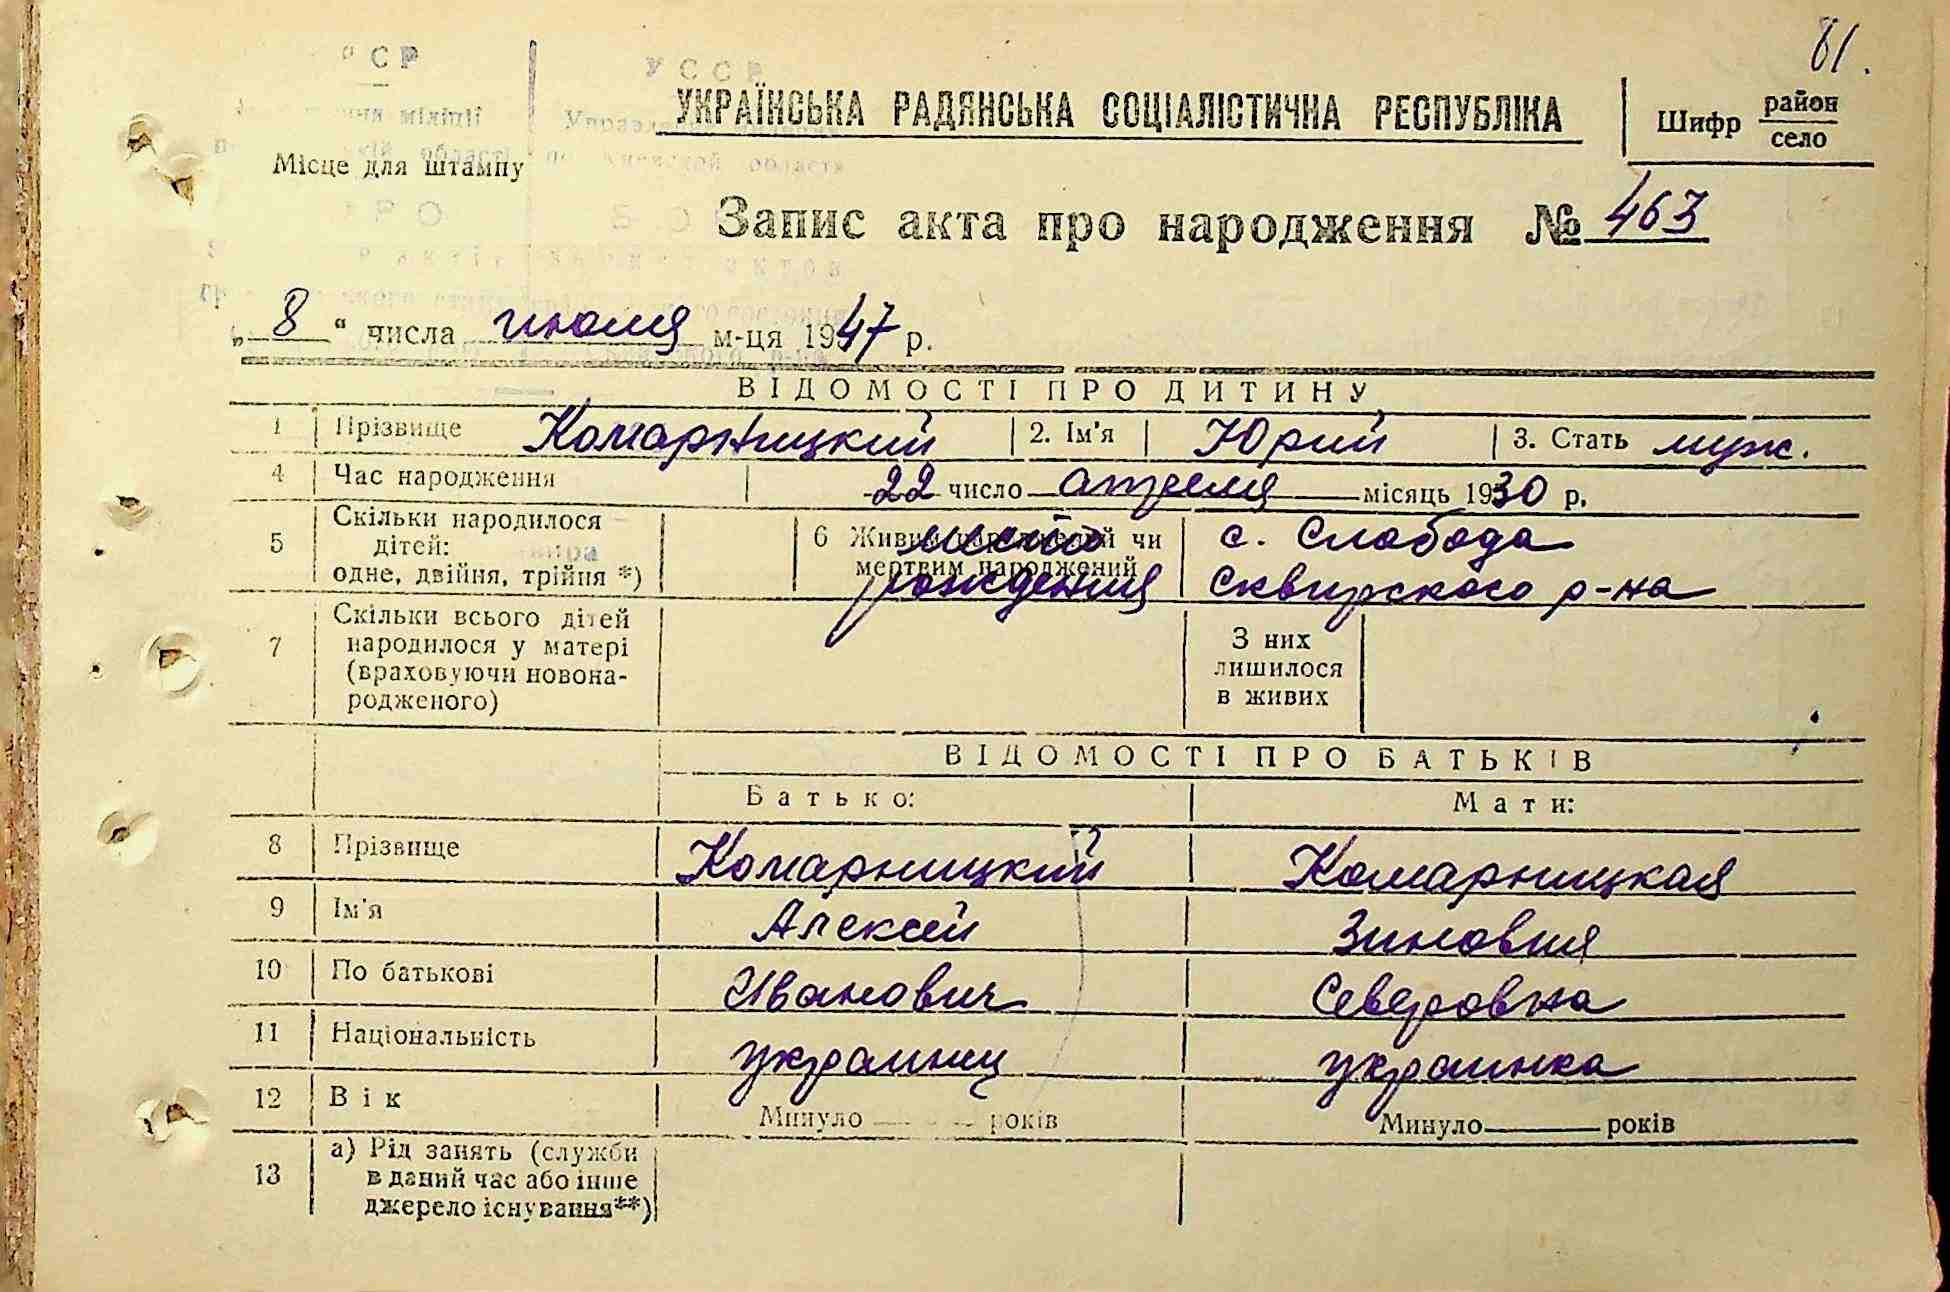 81.
УССР
УКРАЇНСЬКА РАДЯНСЬКА СОЦІАЛІСТИЧНА РЕСПУБЛІКА
Шифр район
село
Місце для штампу
Запис акта про народження № 463
„ 8 “ числа июля м-ця 1947 р.
ВІДОМОСТІ ПРО ДИТИНУ
1 Прізвище Комарницкий 2. Ім'я Юрий 3. Стать муж.
4 Час народження 22 число апреля місяць 1930 р.
5 Скільки народилося дітей: одне, двійня, трійня *)
6 Живим народжений чи мертвим народжений
место рождения
с. Слобода
Сквирского р-на
7 Скільки всього дітей
народилося у матері
(враховуючи новона-
родженого)
З них
лишилося
в живих
ВІДОМОСТІ ПРО БАТЬКІВ
Батько: Мати:
8 Прізвище Комарницкий Комарницкая
9 Ім'я Алексей Зиновия
10 По батькові Иванович Северовна
11 Національність украинец украинка
12 Вік Минуло років Минуло років
13 а) Рід занять (служби
в даний час або інше
джерело існування**)